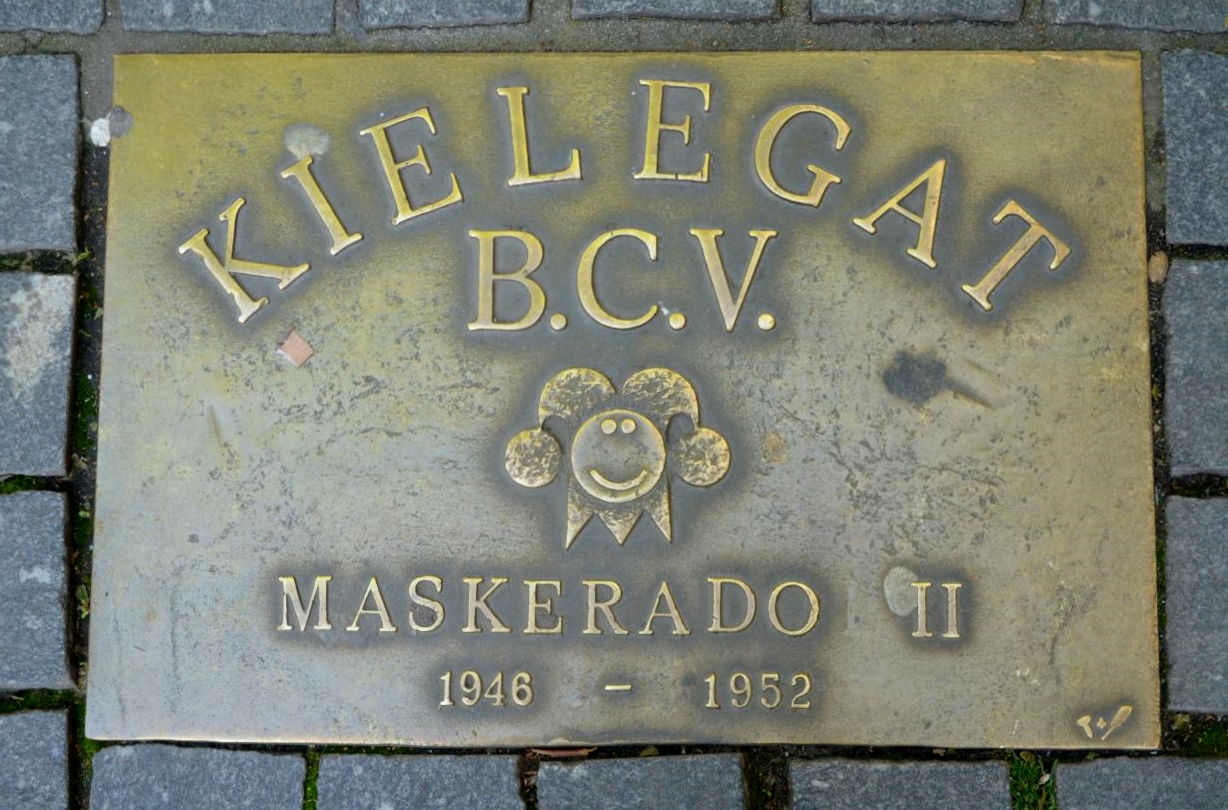 KIELEGAT
B.C.V.
MASKERADO II
1946 – 1952